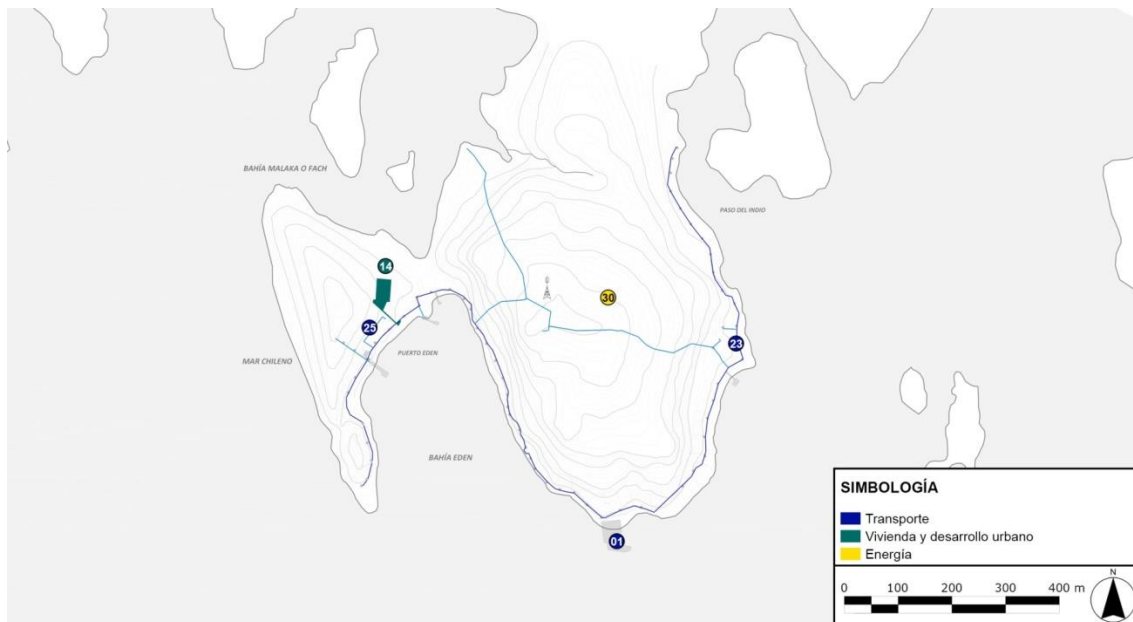 BAHÍA MALAKA O FACH
PASO DEL INDIO
14
30
25
23
PUERTO EDEN
MAR CHILENO
BAHÍA EDEN
01
SIMBOLOGÍA
Transporte
Vivienda y desarrollo urbano
Energía
N
0 100 200 300 400 m